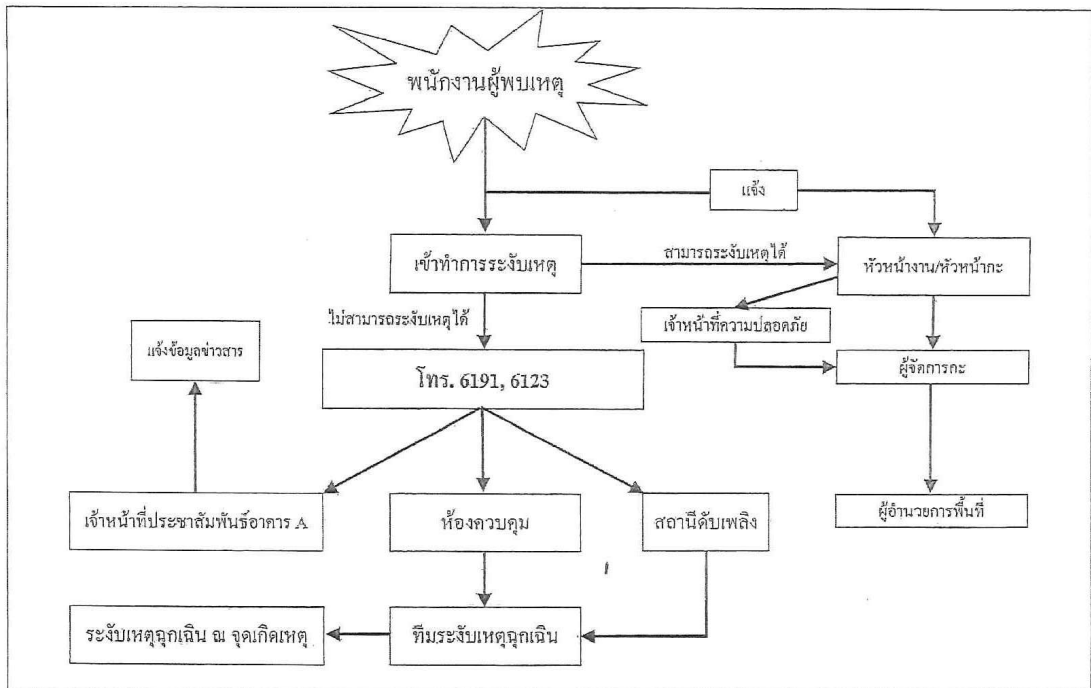 พนักงานผู้พบเหตุ
แจ้ง
เข้าทำการระงับเหตุ
สามารถระงับเหตุได้
หัวหน้างาน/หัวหน้ากะ
ไม่สามารถระงับเหตุได้
เจ้าหน้าที่ความปลอดภัย
แจ้งข้อมูลข่าวสาร
โทร. 6191, 6123
ผู้จัดการกะ
เจ้าหน้าที่ประชาสัมพันธ์อาคาร A
ห้องควบคุม
สถานีดับเพลิง
ผู้อำนวยการพื้นที่
ระงับเหตุฉุกเฉิน ณ จุดเกิดเหตุ
ทีมระงับเหตุฉุกเฉิน